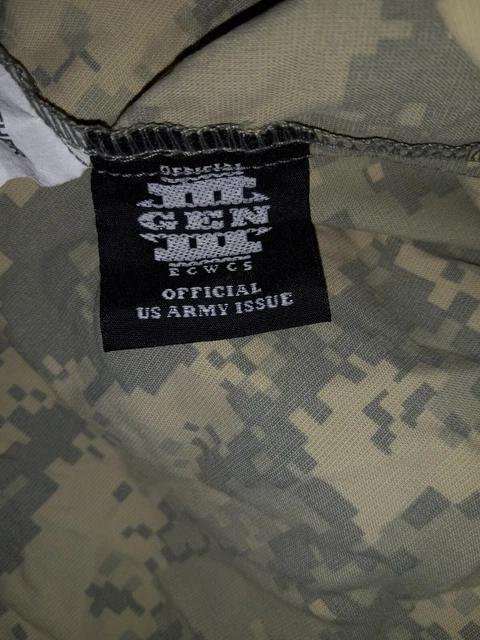 Official
III
GEN
III
ECWCS
OFFICIAL
US ARMY ISSUE